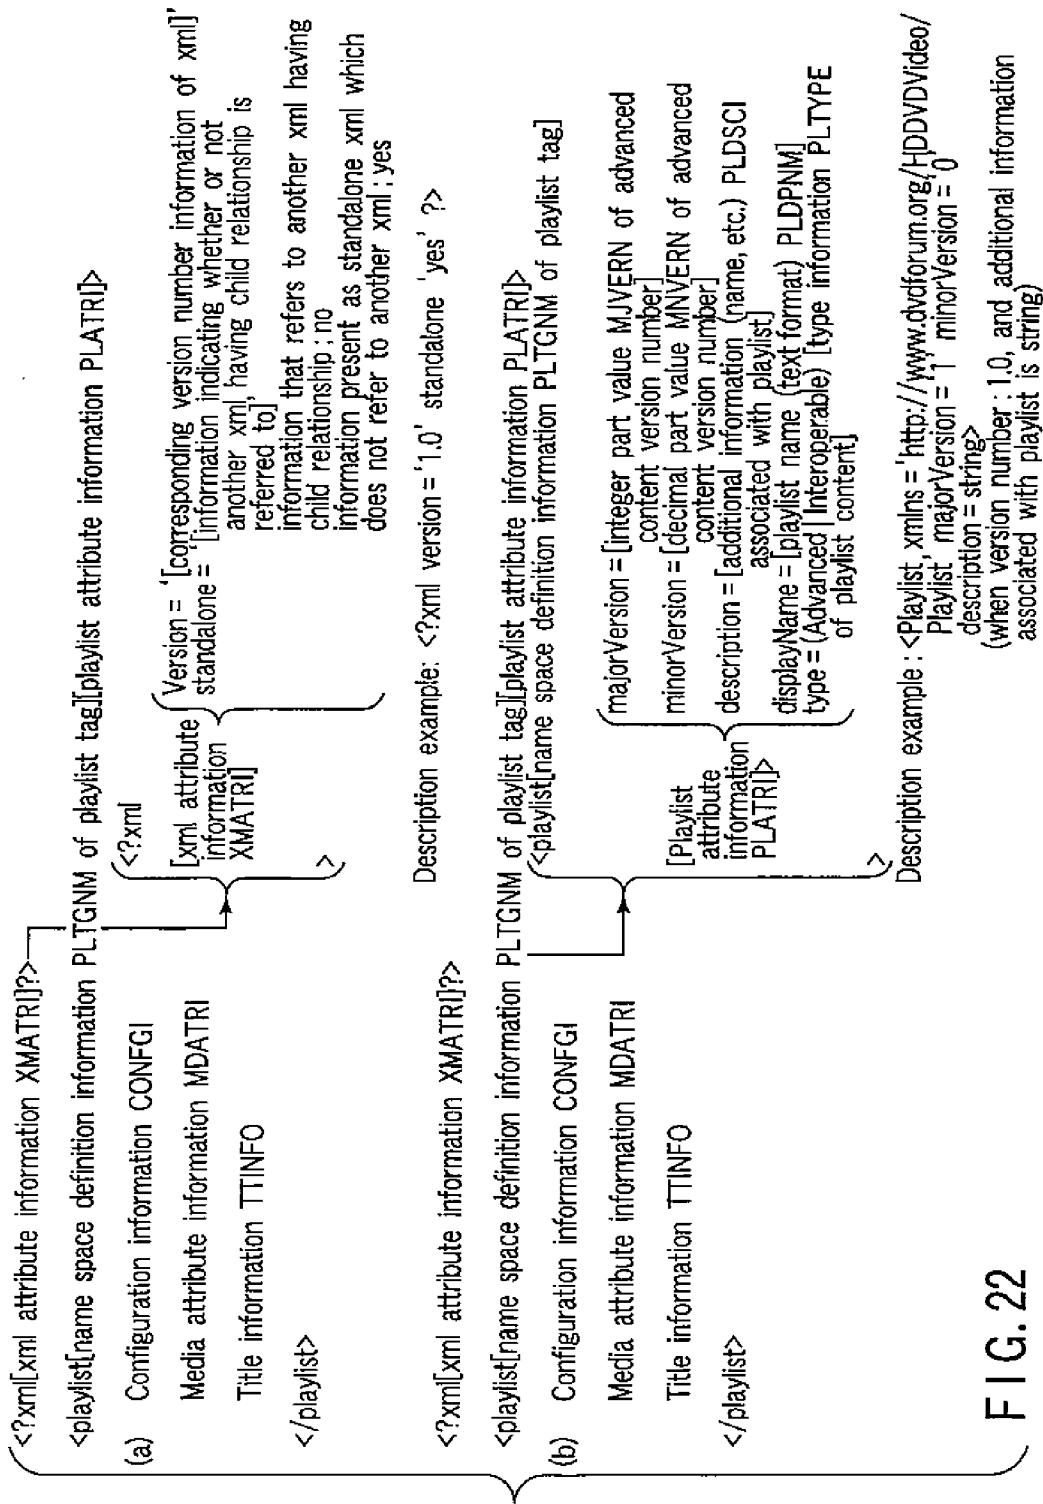 <?xml[xml attribute information XMATRI]?>
<playlist[name space definition information PLTGNM of playlist tag][playlist attribute information PLATRI]>
(a) Configuration information CONFGI
Media attribute information MDATRI
Title information TTINFO
</playlist>
<?xml
[xml attribute
information
XMATRI]
>
Version = '[corresponding version number information of xml]'
standalone = '[information indicating whether or not
another xml having child relationship is
referred to]'
information that refers to another xml having
child relationship ; no
information present as standalone xml which
does not refer to another xml ; yes
Description example: <?xml version = '1.0' standalone 'yes' ?>
<?xml[xml attribute information XMATRI]?>
<playlist[name space definition information PLTGNM of playlist tag][playlist attribute information PLATRI]>
(b) Configuration information CONFGI
Media attribute information MDATRI
Title information TTINFO
</playlist>
<playlist[name space definition information PLTGNM of playlist tag]
[Playlist
attribute
information
PLATRI]>
>
majorVersion = [integer part value MJVERN of advanced
content version number]
minorVersion = [decimal part value MNVERN of advanced
content version number]
description = [additional information (name, etc.) PLDSCI
associated with playlist]
displayName = [playlist name (text format) PLDPNM]
type = (Advanced | Interoperable) [type information PLTYPE
of playlist content]
Description example : <Playlist, xmlns = 'http://www.dvdforum.org/HDDVDVideo/
Playlist' majorVersion = '1' minorVersion = '0'
description = string>
(when version number : 1.0, and additional information
associated with playlist is string)
FIG. 22